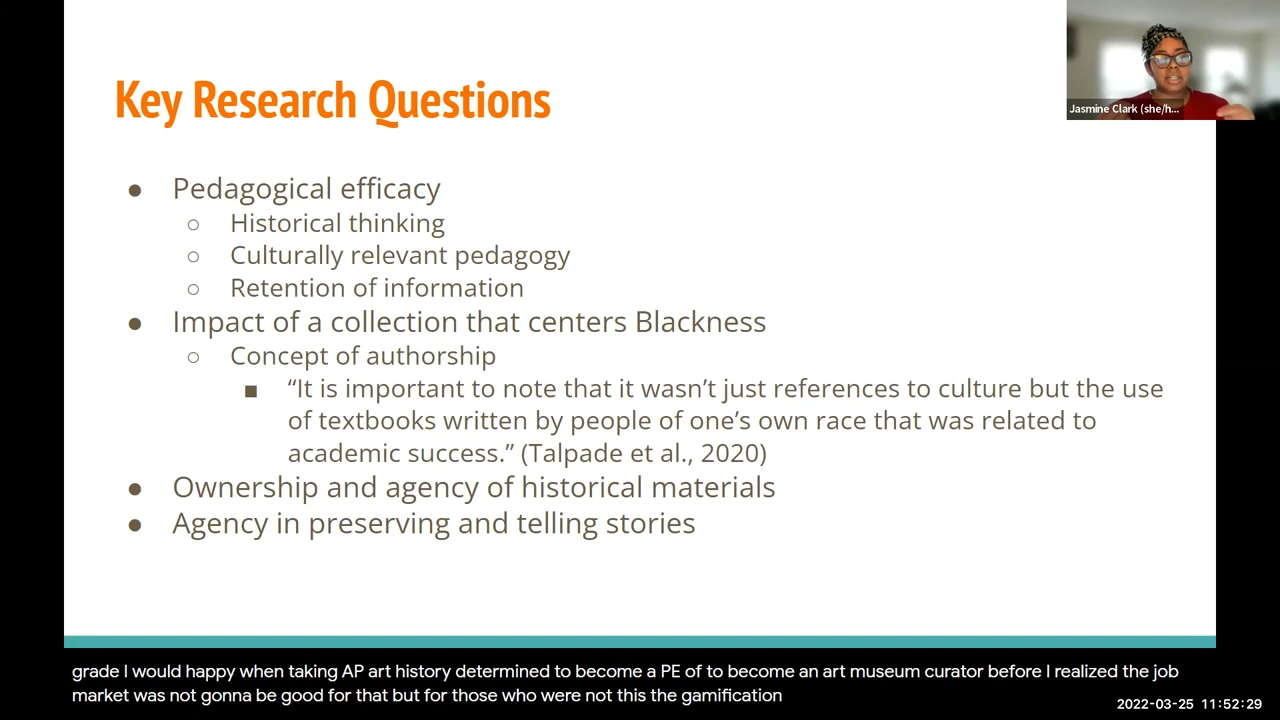 Key Research Questions
Jasmine Clark (she/h...
● Pedagogical efficacy
○ Historical thinking
○ Culturally relevant pedagogy
○ Retention of information
● Impact of a collection that centers Blackness
○ Concept of authorship
■ “It is important to note that it wasn’t just references to culture but the use
of textbooks written by people of one’s own race that was related to
academic success.” (Talpade et al., 2020)
● Ownership and agency of historical materials
● Agency in preserving and telling stories
grade I would happy when taking AP art history determined to become a PE of to become an art museum curator before I realized the job
market was not gonna be good for that but for those who were not this the gamification
2022-03-25 11:52:29